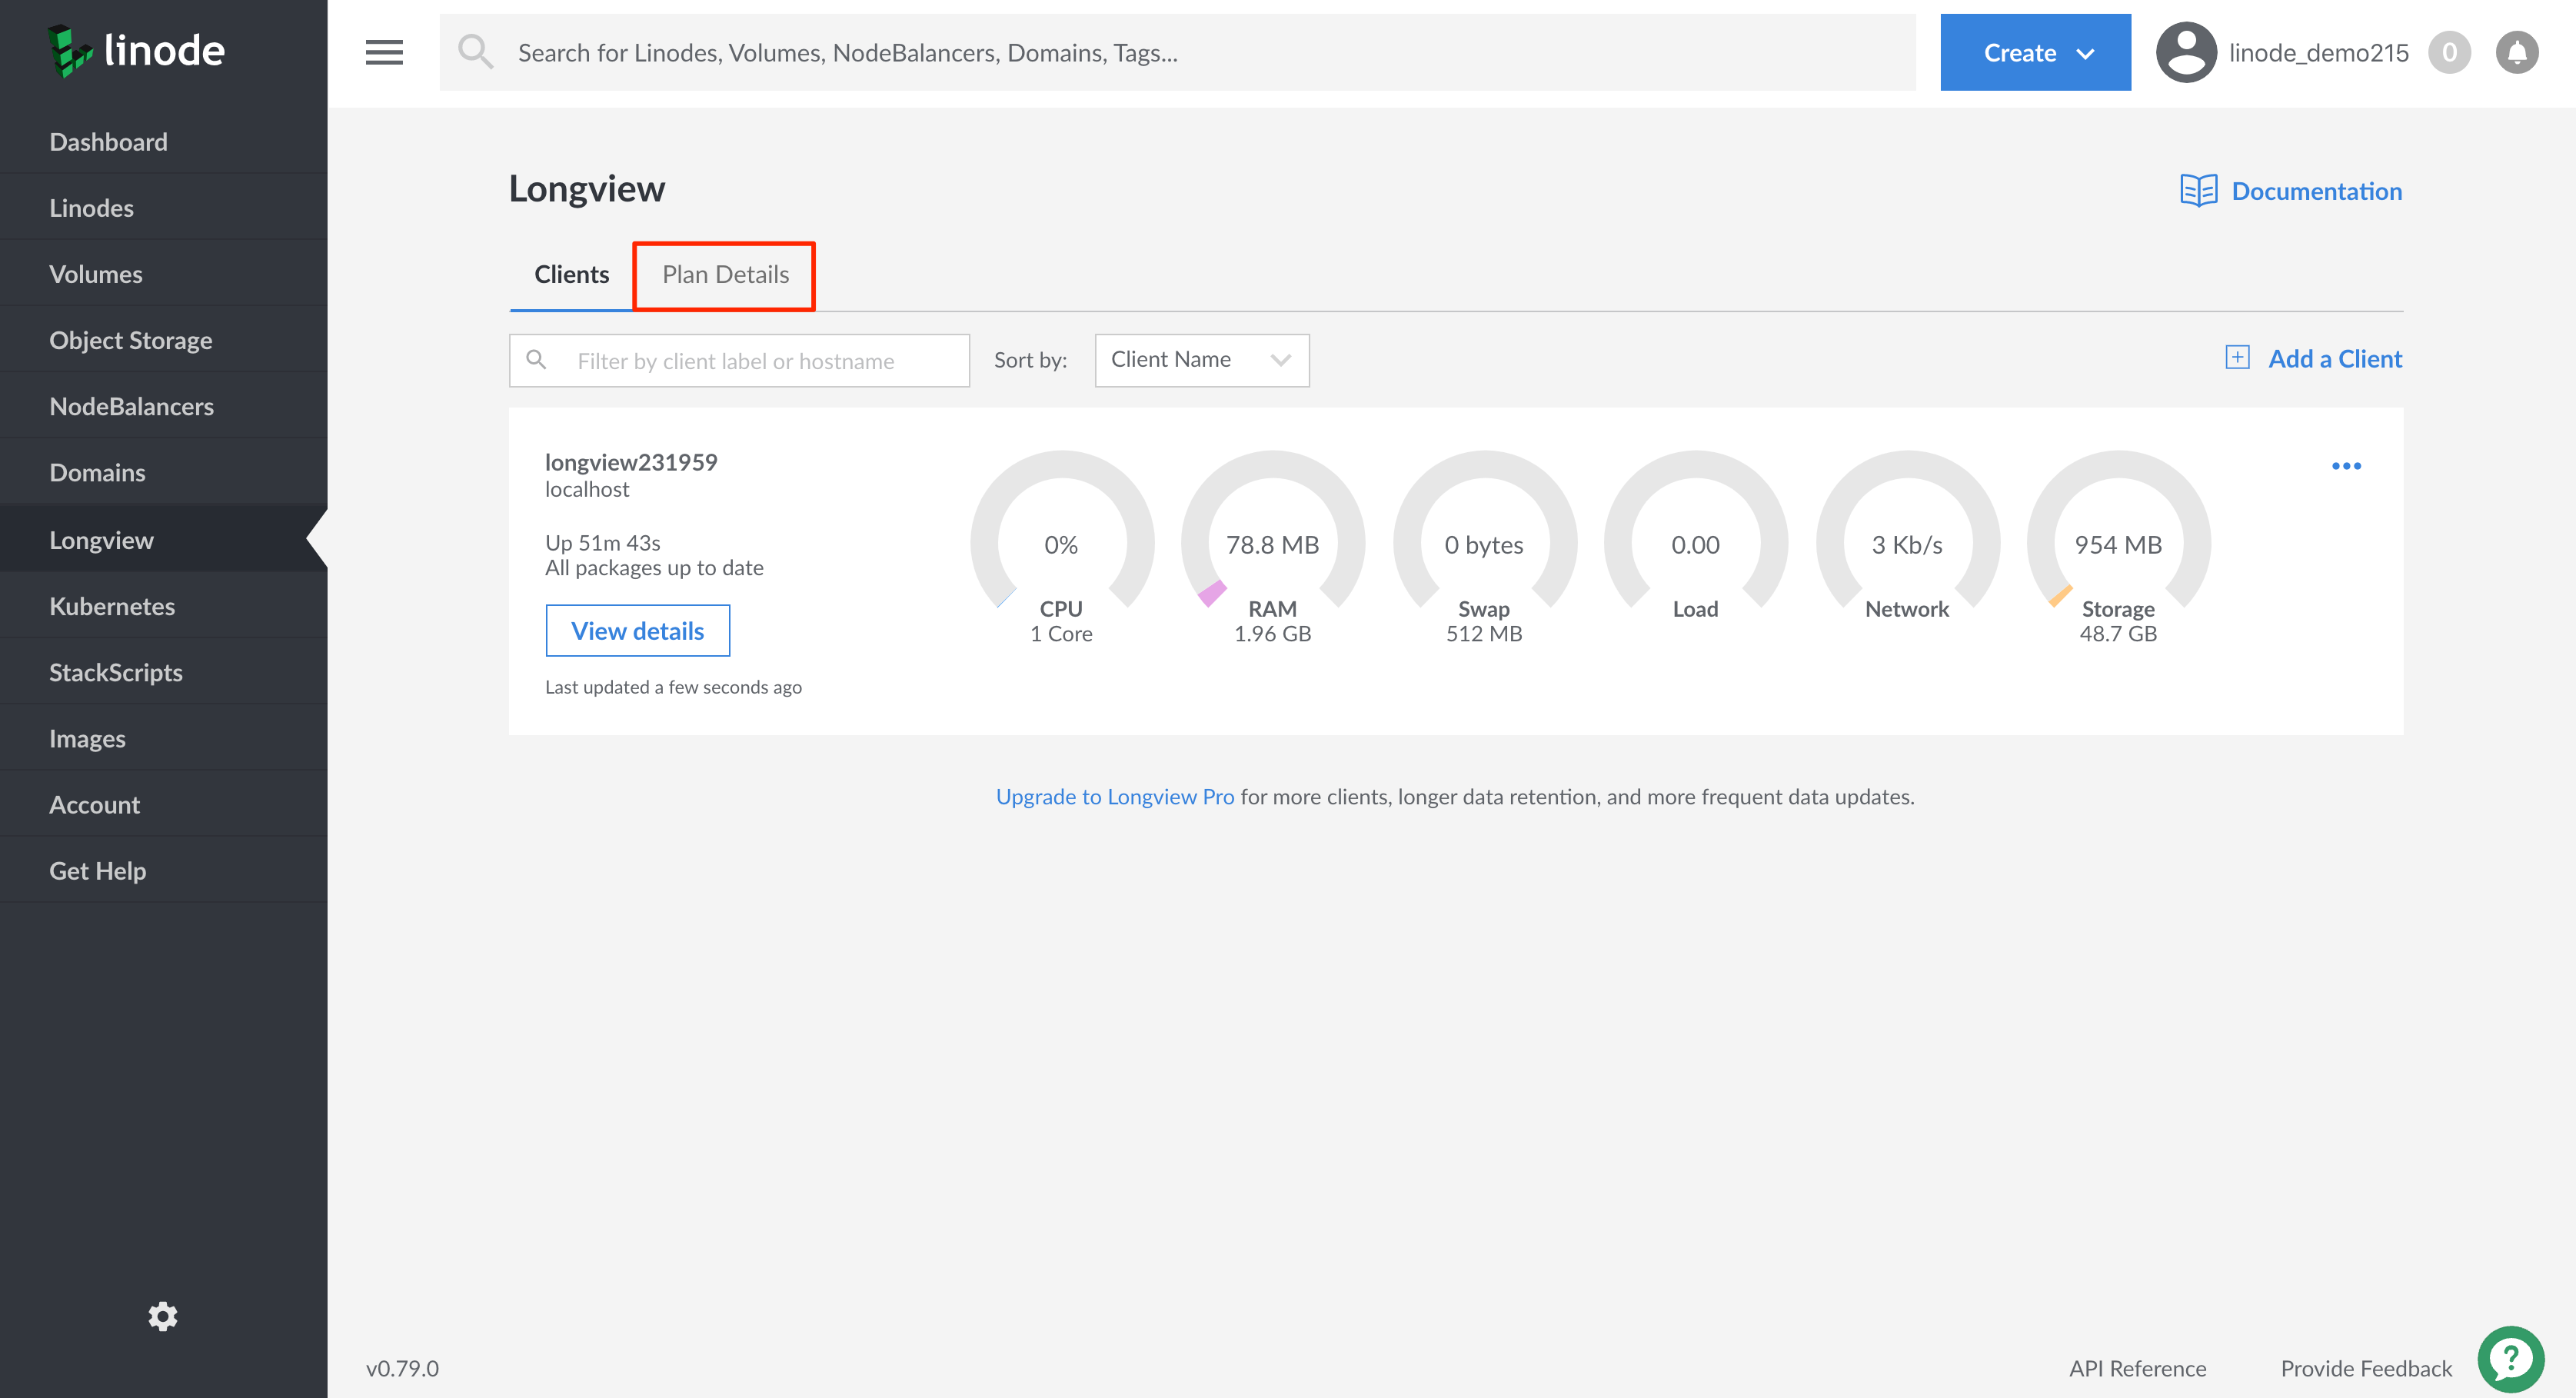 linode
Search for Linodes, Volumes, NodeBalancers, Domains, Tags...
Create
linode_demo215
0
Dashboard
Linodes
Volumes
Object Storage
NodeBalancers
Domains
Longview
Kubernetes
StackScripts
Images
Account
Get Help
Longview
Documentation
Clients
Plan Details
Filter by client label or hostname
Sort by:
Client Name
Add a Client
longview231959
localhost
Up 51m 43s
All packages up to date
View details
Last updated a few seconds ago
0%
CPU
1 Core
78.8 MB
RAM
1.96 GB
0 bytes
Swap
512 MB
0.00
Load
3 Kb/s
Network
954 MB
Storage
48.7 GB
Upgrade to Longview Pro for more clients, longer data retention, and more frequent data updates.
v0.79.0
API Reference
Provide Feedback
?